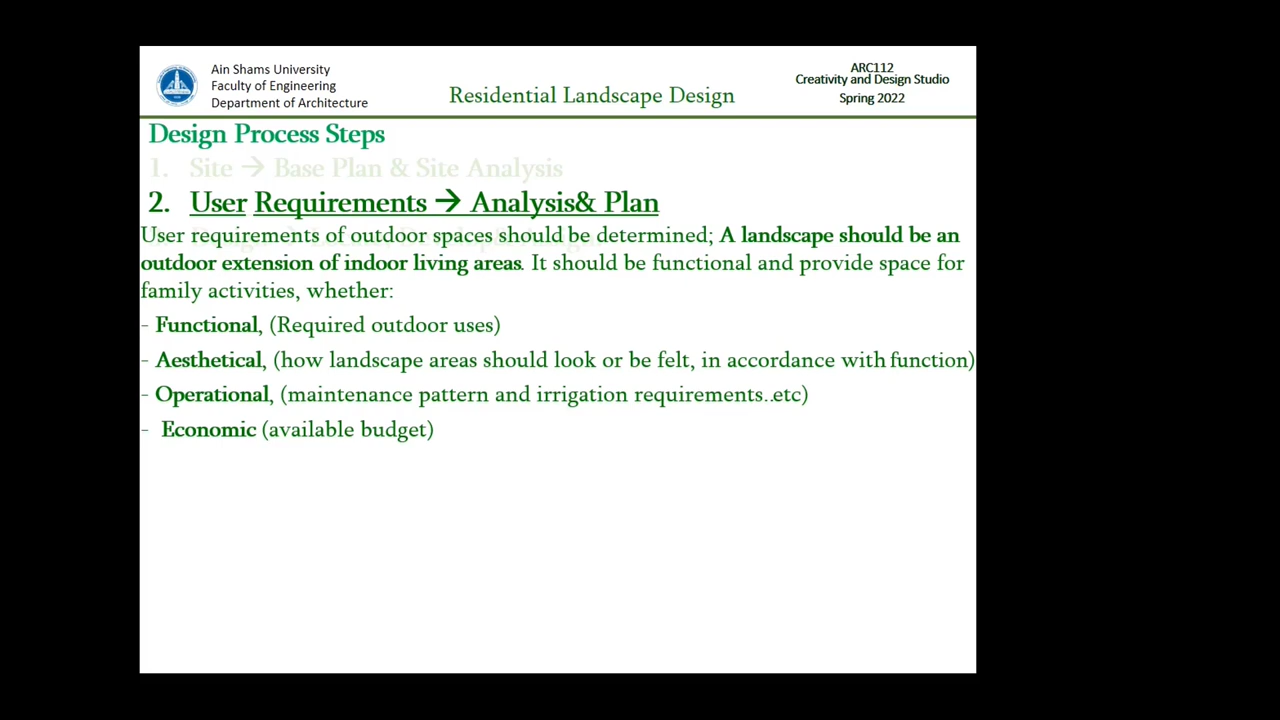 Ain Shams University
Faculty of Engineering
Department of Architecture
Residential Landscape Design
ARC112
Creativity and Design Studio
Spring 2022
Design Process Steps
1. Site → Base Plan & Site Analysis
2. User Requirements → Analysis& Plan
User requirements of outdoor spaces should be determined; A landscape should be an
outdoor extension of indoor living areas. It should be functional and provide space for
family activities, whether:
- Functional, (Required outdoor uses)
- Aesthetical, (how landscape areas should look or be felt, in accordance with function)
- Operational, (maintenance pattern and irrigation requirements..etc)
- Economic (available budget)